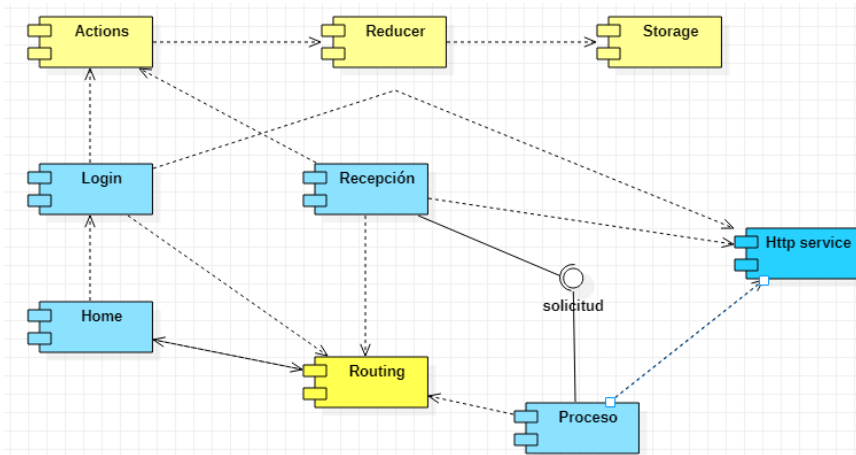 Actions
Reducer
Storage
Login
Recepción
Http service
solicitud
Home
Routing
Proceso